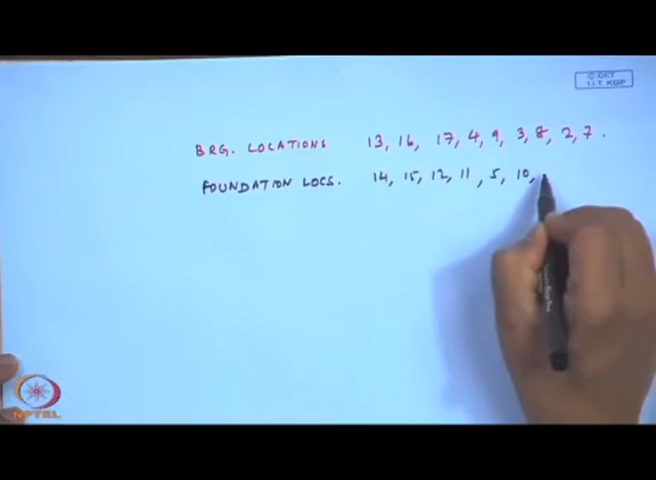 © CET
I.I.T. KGP
BRG. LOCATIONS 13, 16, 17, 4, 9, 3, 8, 2, 7.
FOUNDATION LOCS. 14, 15, 12, 11, 5, 10,
NPTEL